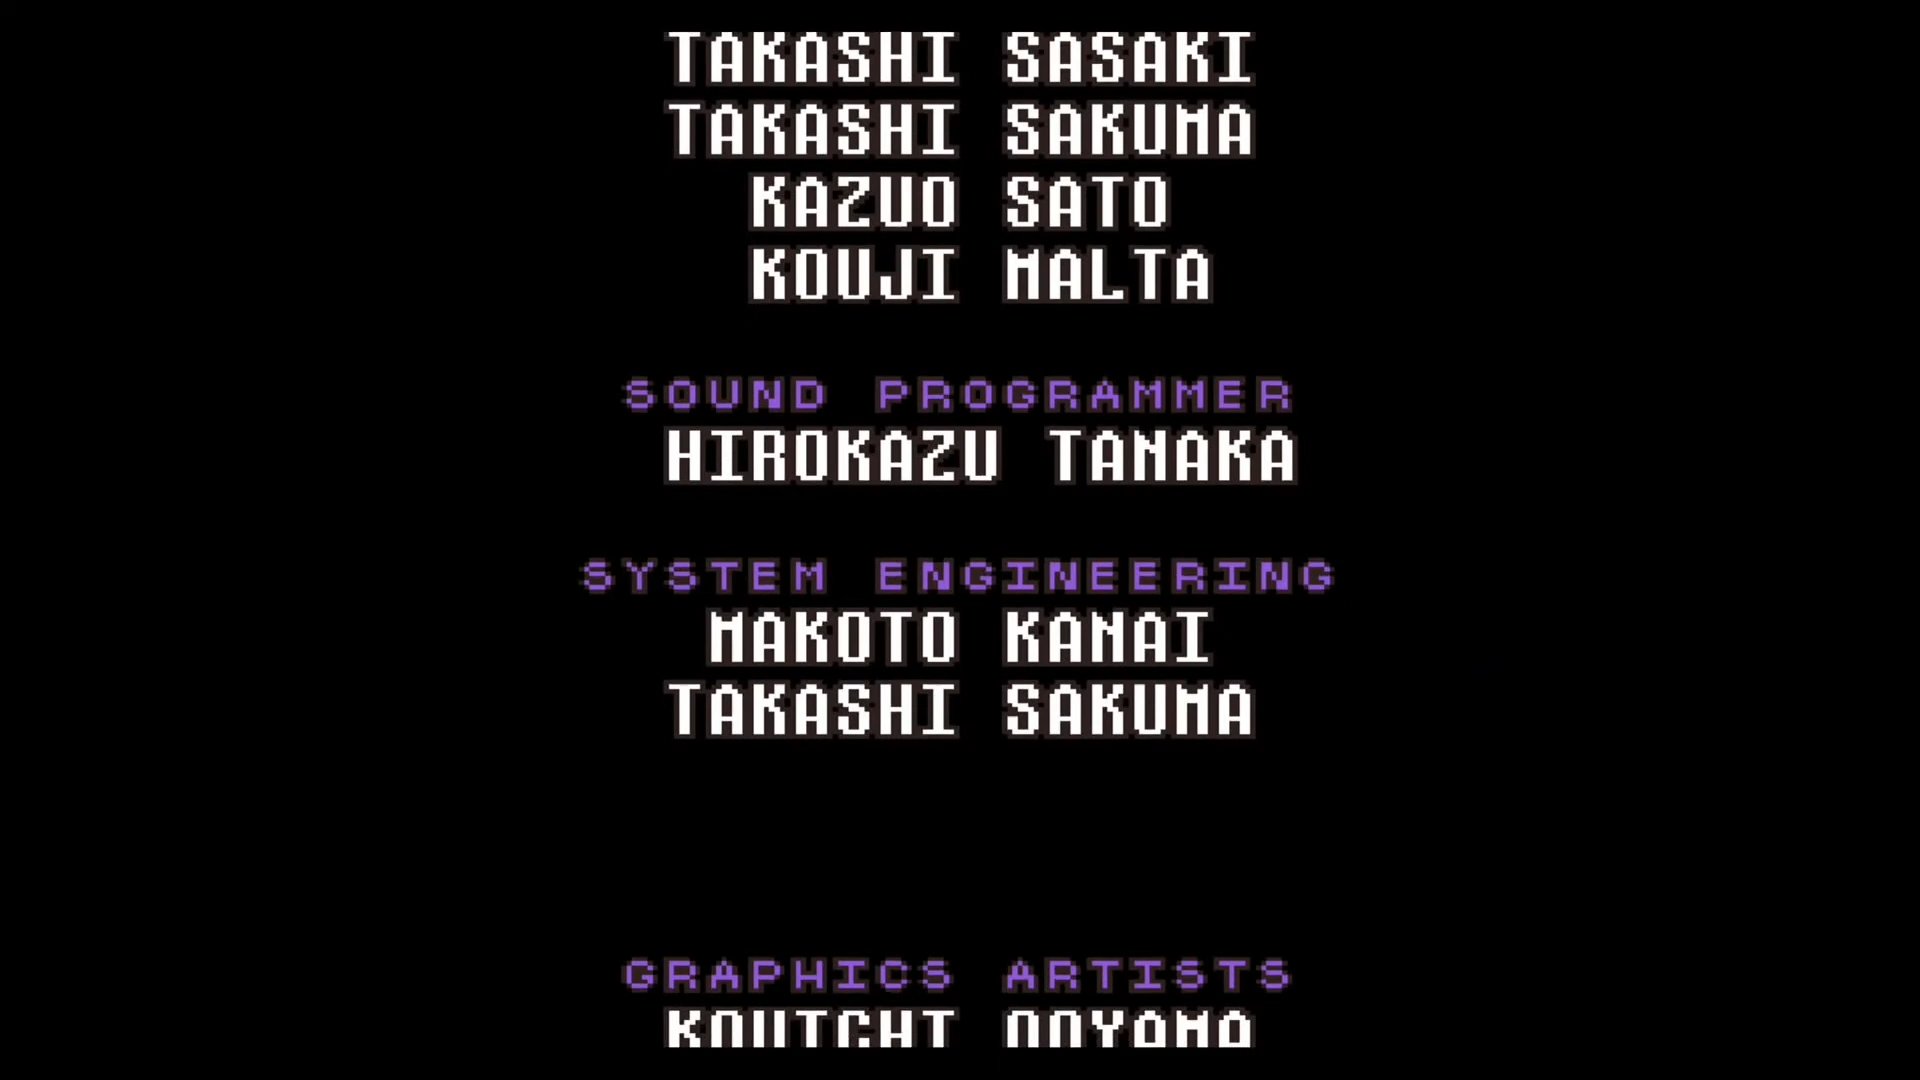 TAKASHI SASAKI
TAKASHI SAKUMA
KAZUO SATO
KOUJI MALTA
SOUND PROGRAMMER
HIROKAZU TANAKA
SYSTEM ENGINEERING
MAKOTO KANAI
TAKASHI SAKUMA
GRAPHICS ARTISTS